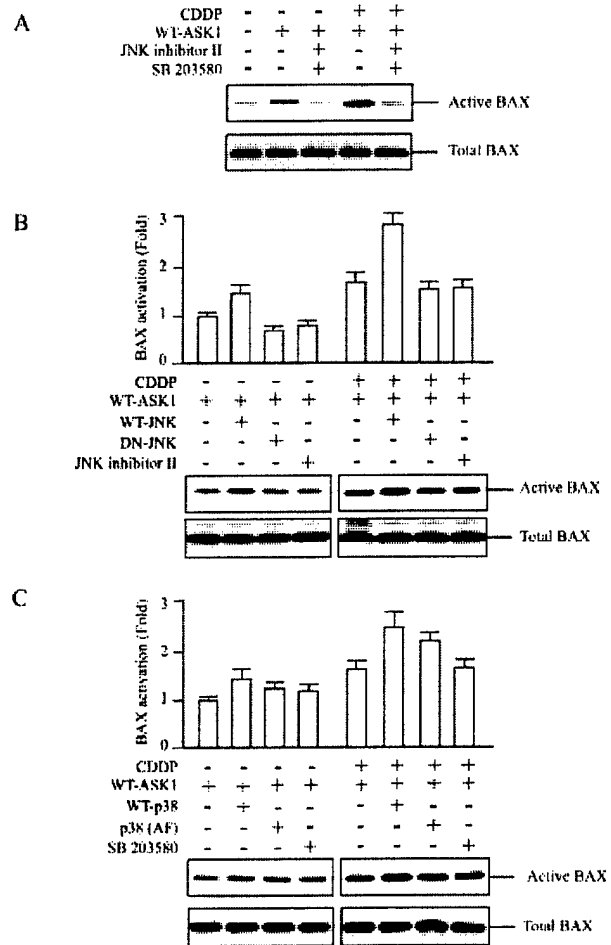 A
CDDP - - - + +
WT-ASK1 - + + + +
JNK inhibitor II - - + - +
SB 203580 - - + - +
Active BAX
Total BAX
B
BAX activation (Fold)
3
2
1
0
CDDP - - - - + + + +
WT-ASK1 + + + + + + + +
WT-JNK - + - - - + - -
DN-JNK - - + - - - + -
JNK inhibitor II - - - + - - - +
Active BAX
Total BAX
C
BAX activation (Fold)
3
2
1
0
CDDP - - - - + + + +
WT-ASK1 + + + + + + + +
WT-p38 - + - - - + - -
p38 (AF) - - + - - - + -
SB 203580 - - - + - - - +
Active BAX
Total BAX